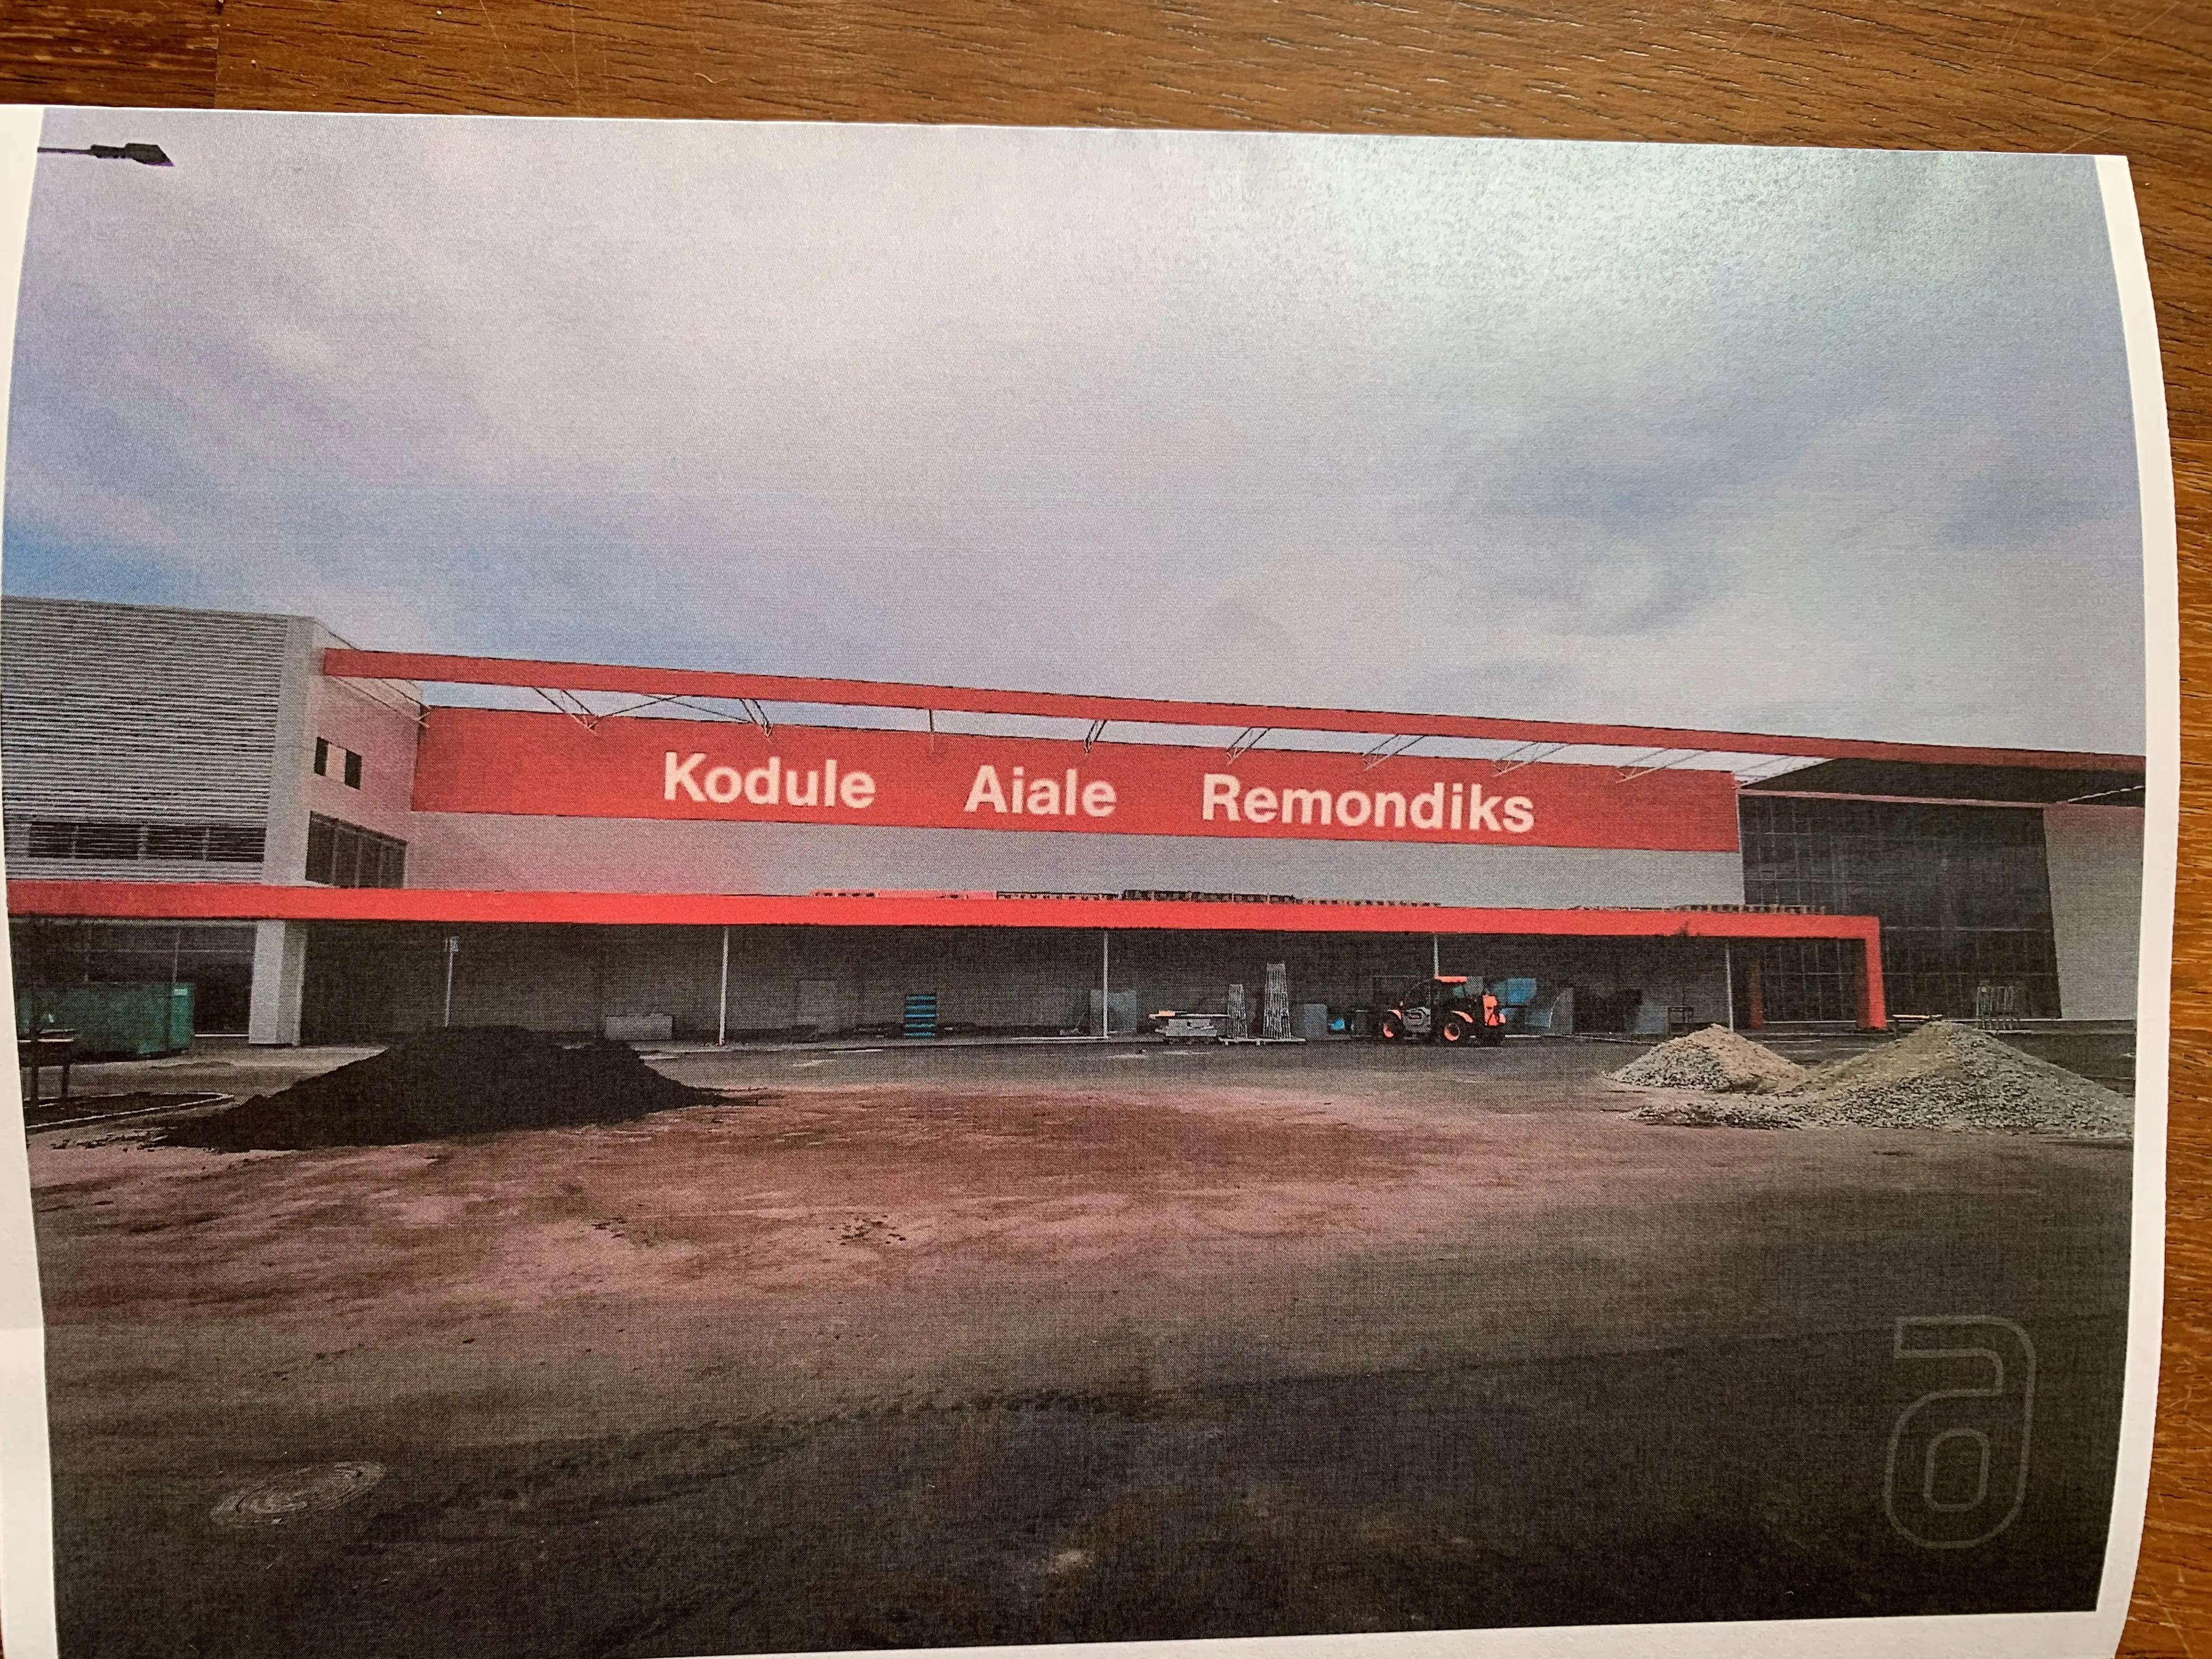 Kodule Aiale Remondiks
a